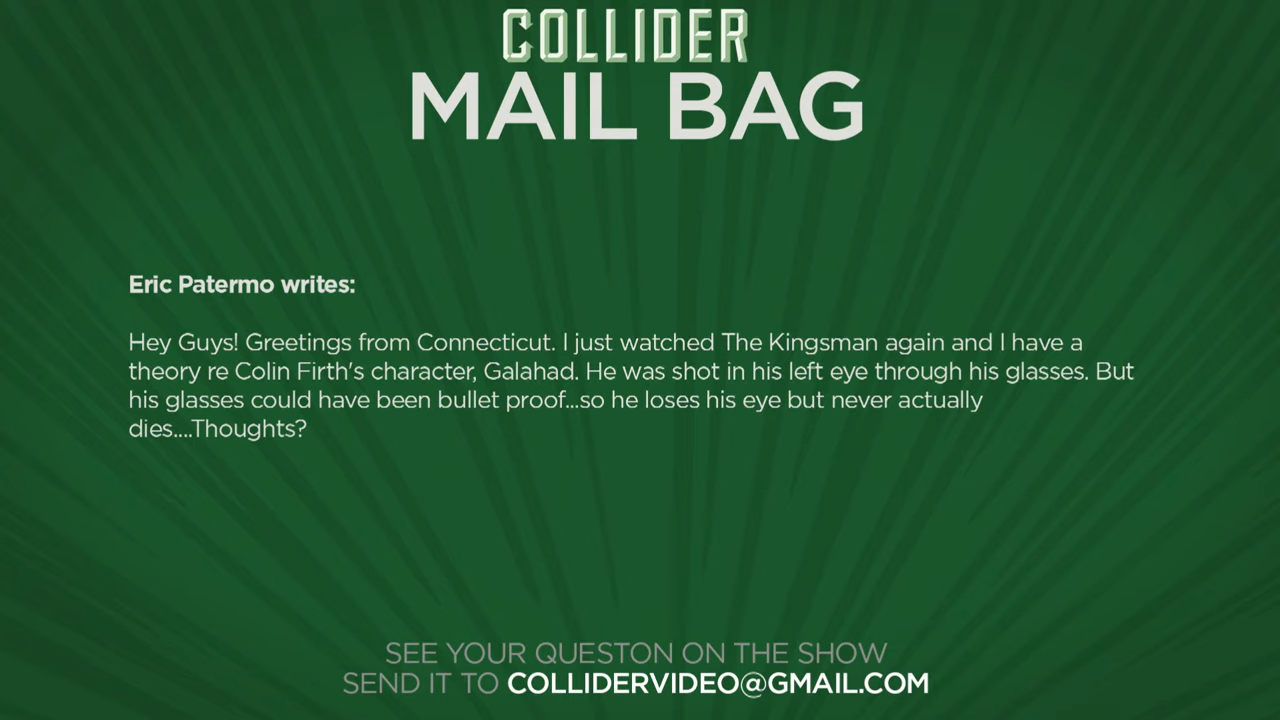 COLLIDER
MAIL BAG
Eric Patermo writes:
Hey Guys! Greetings from Connecticut. I just watched The Kingsman again and I have a
theory re Colin Firth's character, Galahad. He was shot in his left eye through his glasses. But
his glasses could have been bullet proof...so he loses his eye but never actually
dies....Thoughts?
SEE YOUR QUESTON ON THE SHOW
SEND IT TO COLLIDERVIDEO@GMAIL.COM